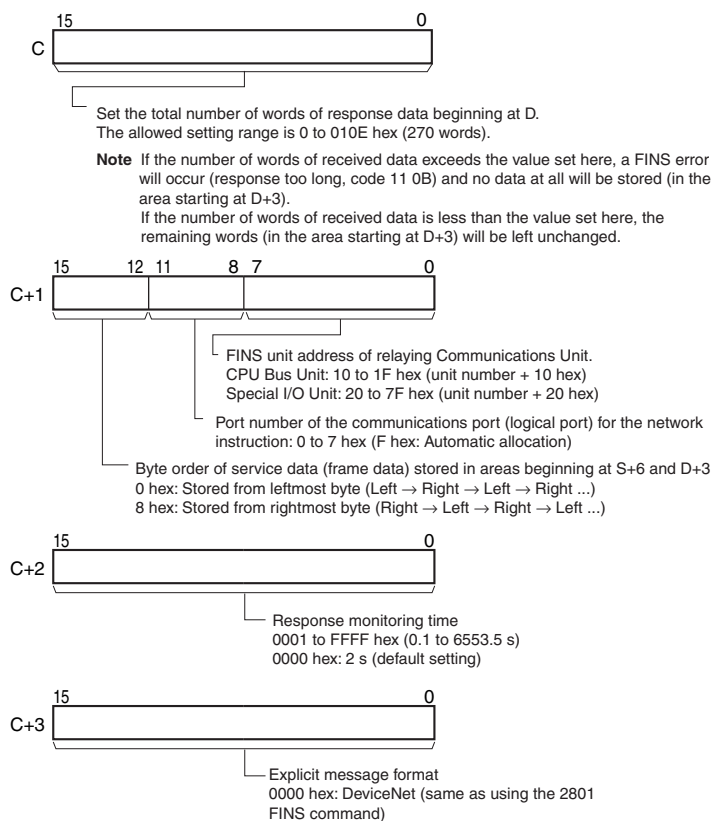 15 0
C
Set the total number of words of response data beginning at D.
The allowed setting range is 0 to 010E hex (270 words).
Note If the number of words of received data exceeds the value set here, a FINS error
will occur (response too long, code 11 0B) and no data at all will be stored (in the
area starting at D+3).
If the number of words of received data is less than the value set here, the
remaining words (in the area starting at D+3) will be left unchanged.
15 12 11 8 7 0
C+1
FINS unit address of relaying Communications Unit.
CPU Bus Unit: 10 to 1F hex (unit number + 10 hex)
Special I/O Unit: 20 to 7F hex (unit number + 20 hex)
Port number of the communications port (logical port) for the network
instruction: 0 to 7 hex (F hex: Automatic allocation)
Byte order of service data (frame data) stored in areas beginning at S+6 and D+3
0 hex: Stored from leftmost byte (Left → Right → Left → Right ...)
8 hex: Stored from rightmost byte (Right → Left → Right → Left ...)
15 0
C+2
Response monitoring time
0001 to FFFF hex (0.1 to 6553.5 s)
0000 hex: 2 s (default setting)
15 0
C+3
Explicit message format
0000 hex: DeviceNet (same as using the 2801
FINS command)